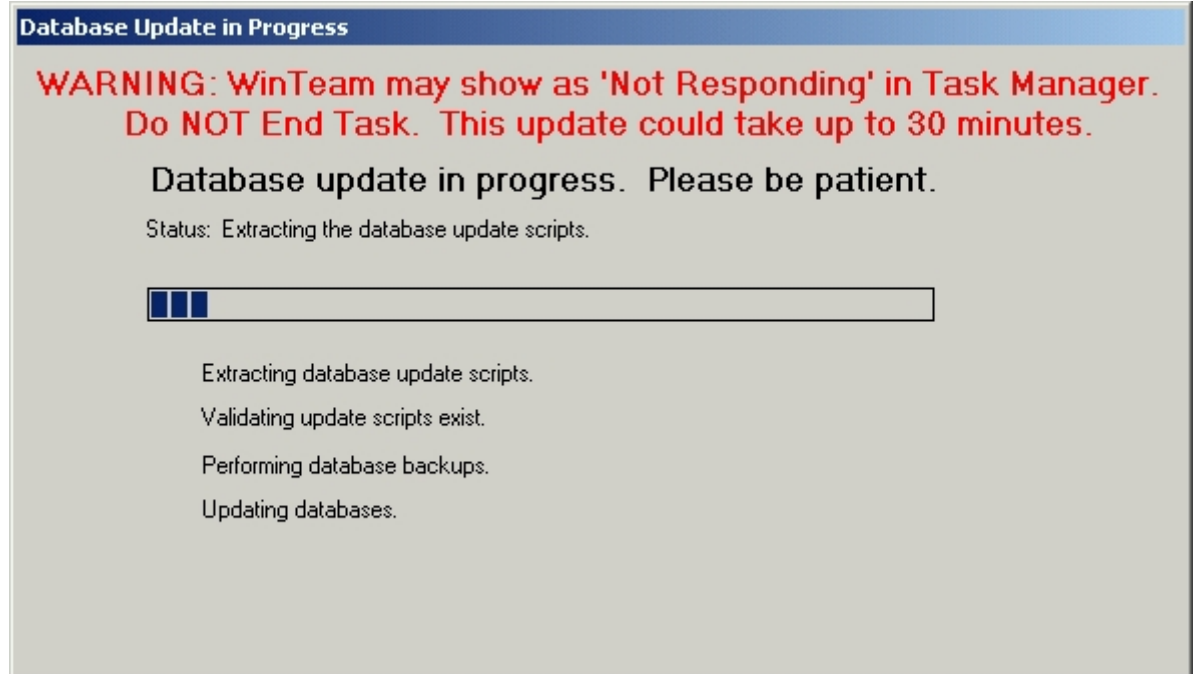 Database Update in Progress
WARNING: WinTeam may show as 'Not Responding' in Task Manager.
Do NOT End Task.  This update could take up to 30 minutes.
Database update in progress.  Please be patient.
Status:  Extracting the database update scripts.
Extracting database update scripts.
Validating update scripts exist.
Performing database backups.
Updating databases.